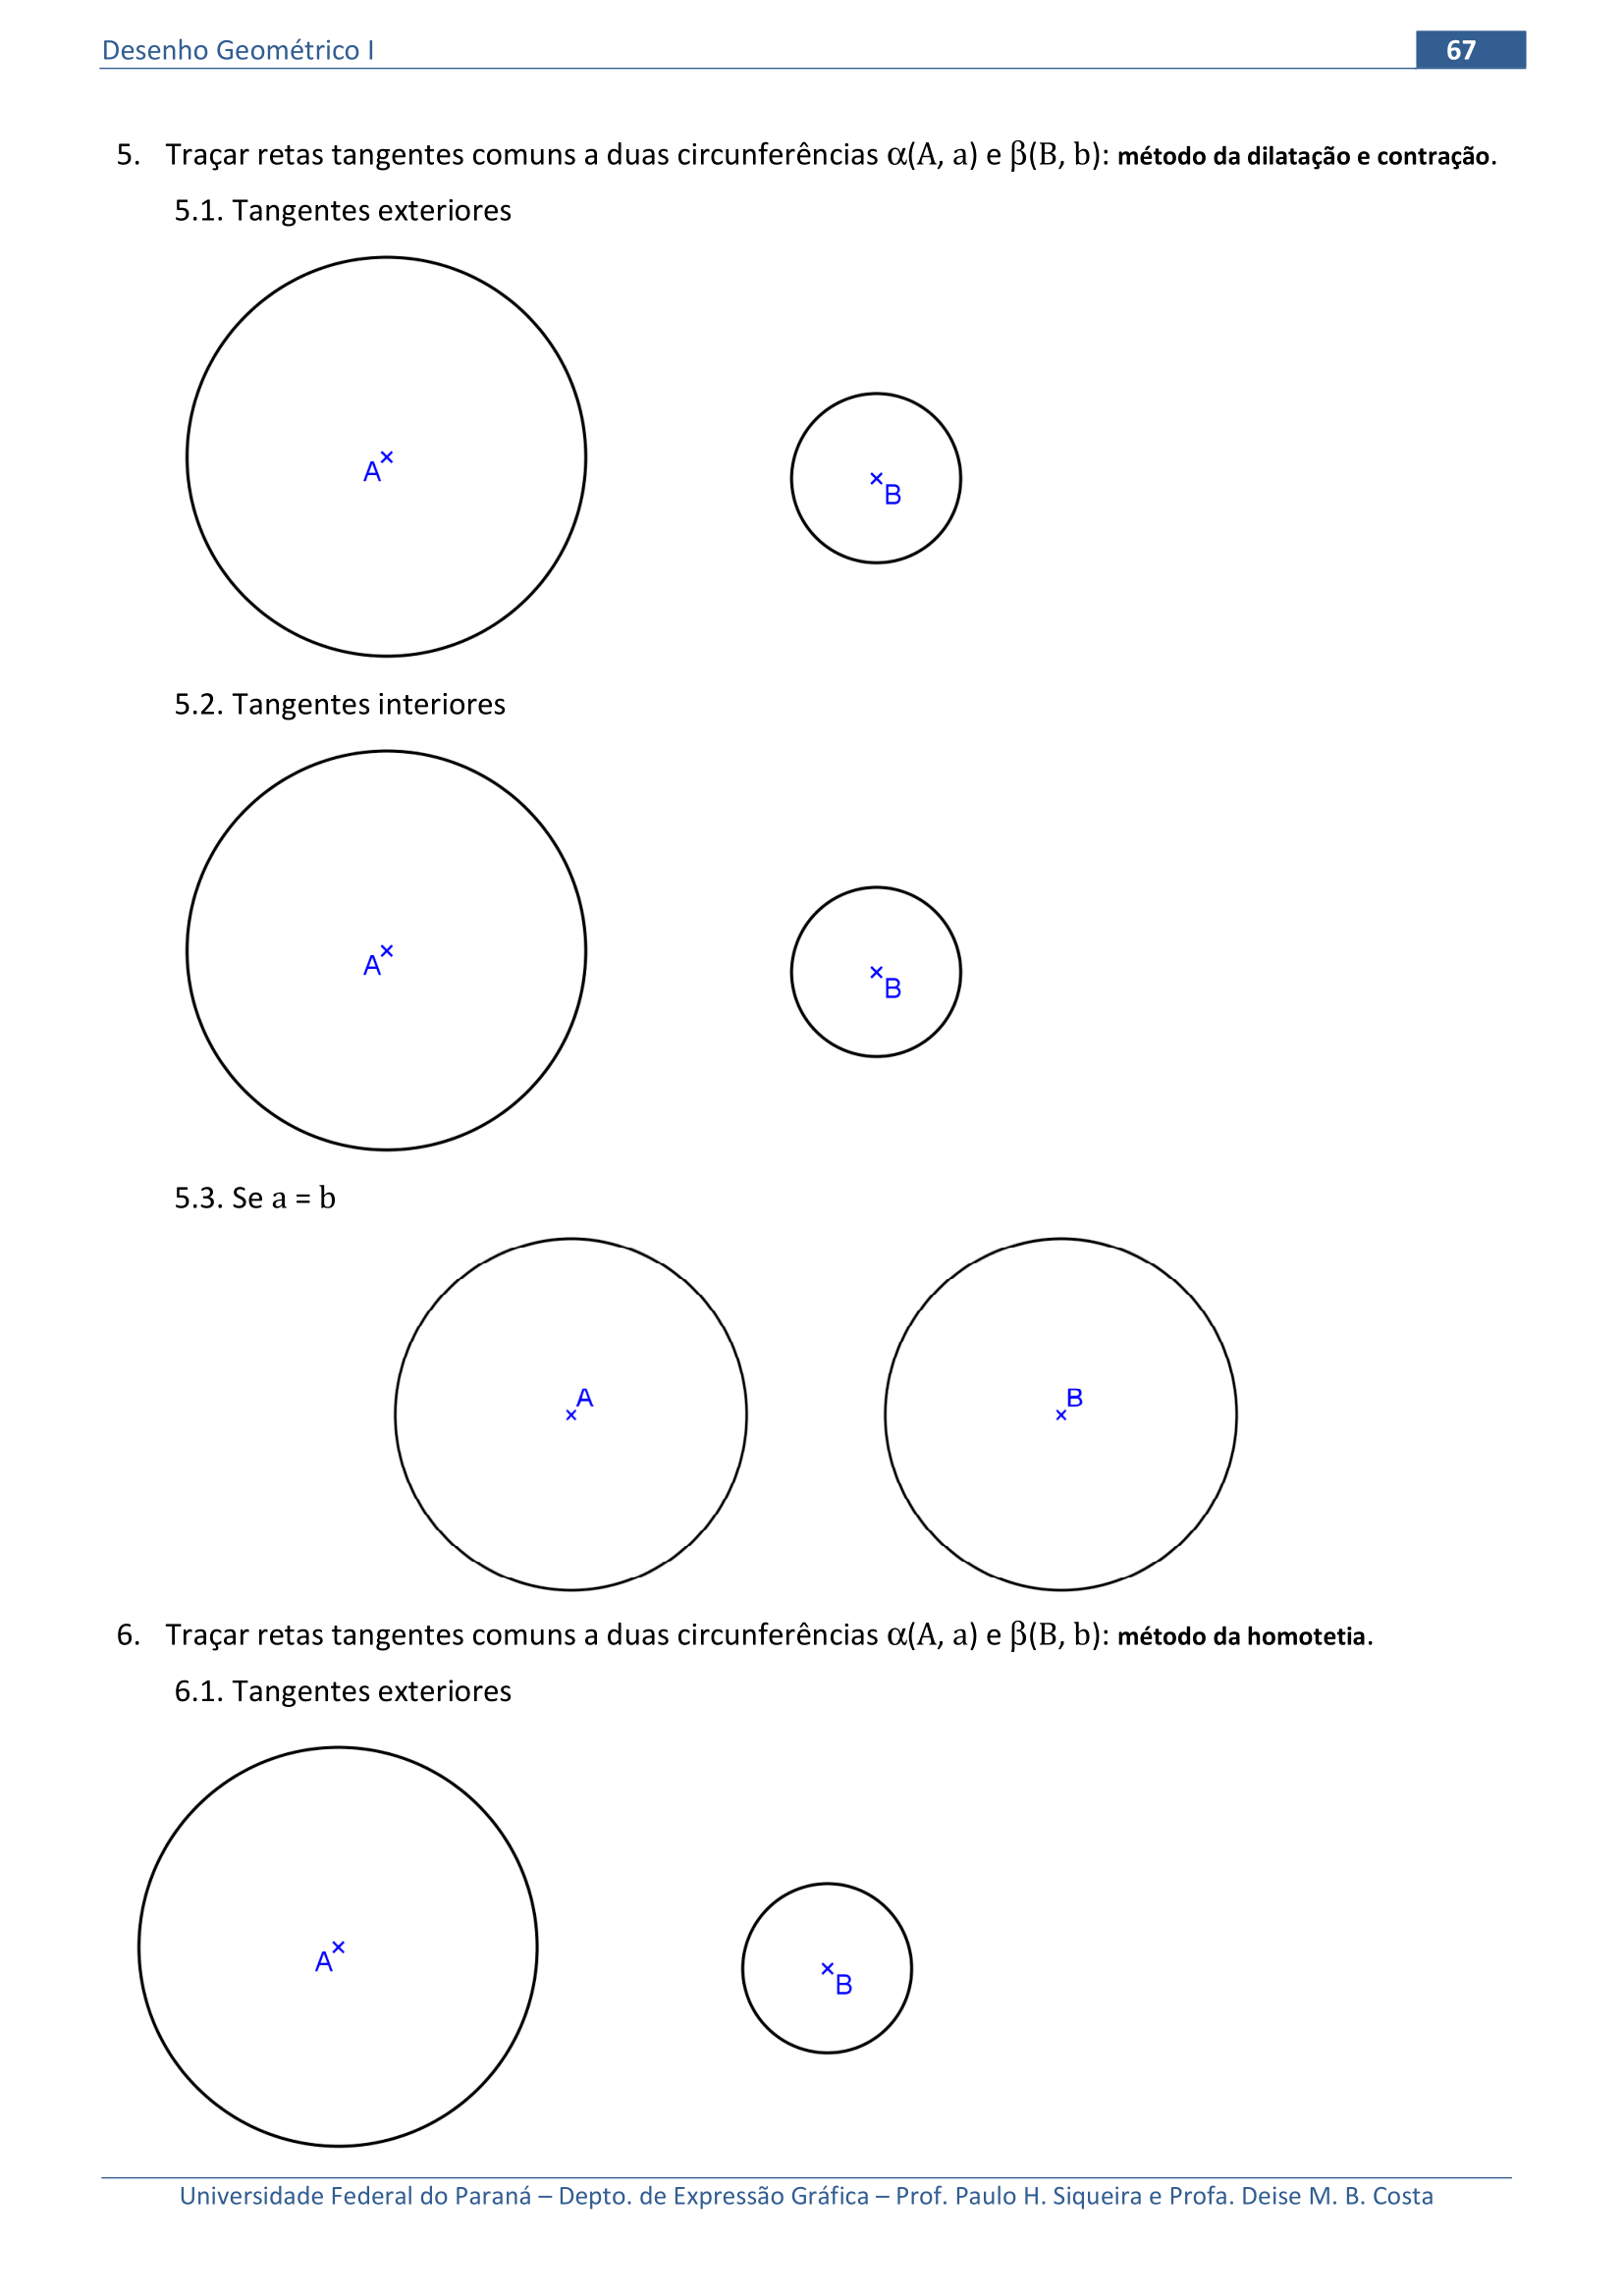 Desenho Geométrico I 67
5. Traçar retas tangentes comuns a duas circunferências α(A, a) e β(B, b): método da dilatação e contração.
5.1. Tangentes exteriores
A
B
5.2. Tangentes interiores
A
B
5.3. Se a = b
A B
6. Traçar retas tangentes comuns a duas circunferências α(A, a) e β(B, b): método da homotetia.
6.1. Tangentes exteriores
A
B
Universidade Federal do Paraná – Depto. de Expressão Gráfica – Prof. Paulo H. Siqueira e Profa. Deise M. B. Costa